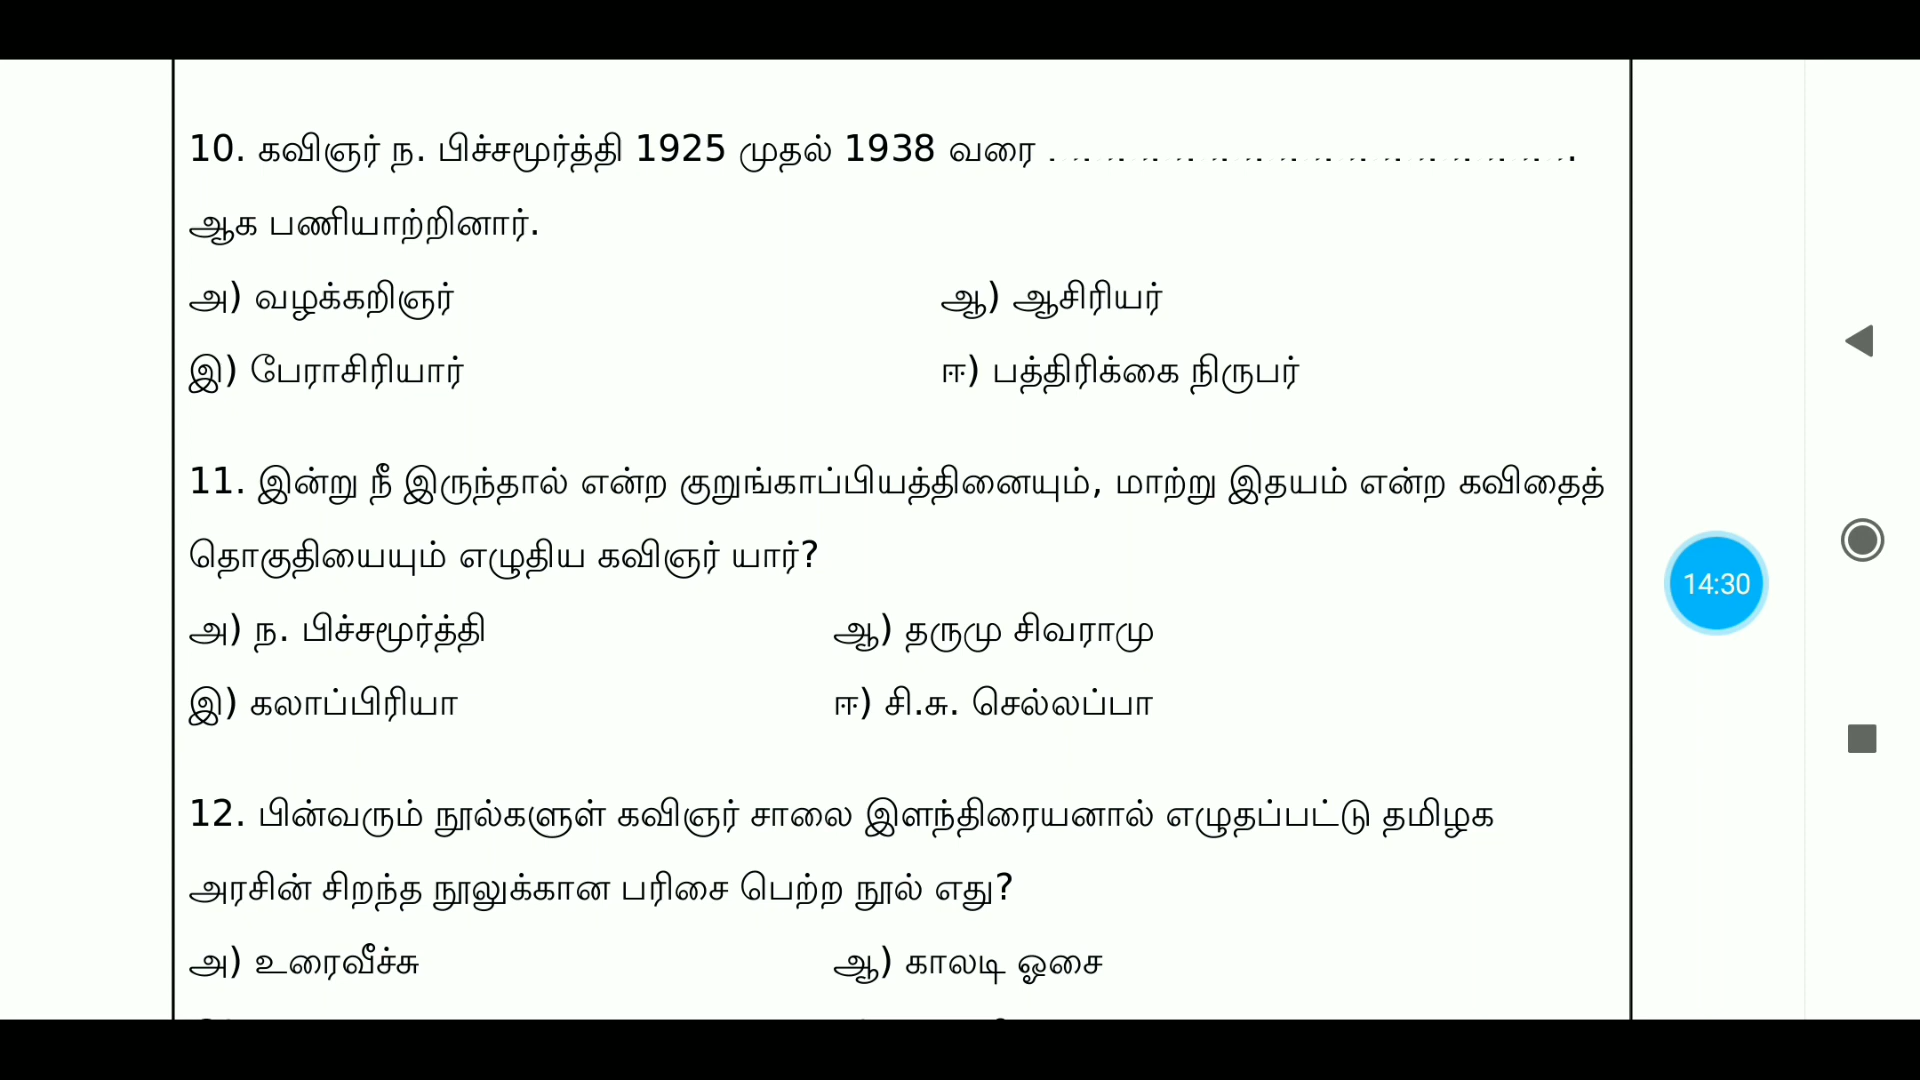 10. கவிஞர் ந. பிச்சமூர்த்தி 1925 முதல் 1938 வரை ................................................
ஆக பணியாற்றினார்.
அ) வழக்கறிஞர் ஆ) ஆசிரியர்
இ) பேராசிரியார் ஈ) பத்திரிக்கை நிருபர்
11. இன்று நீ இருந்தால் என்ற குறுங்காப்பியத்தினையும், மாற்று இதயம் என்ற கவிதைத்
தொகுதியையும் எழுதிய கவிஞர் யார்?
அ) ந. பிச்சமூர்த்தி ஆ) தருமு சிவராமு
இ) கலாப்பிரியா ஈ) சி.சு. செல்லப்பா
14:30
12. பின்வரும் நூல்களுள் கவிஞர் சாலை இளந்திரையனால் எழுதப்பட்டு தமிழக
அரசின் சிறந்த நூலுக்கான பரிசை பெற்ற நூல் எது?
அ) உரைவீச்சு ஆ) காலடி ஓசை